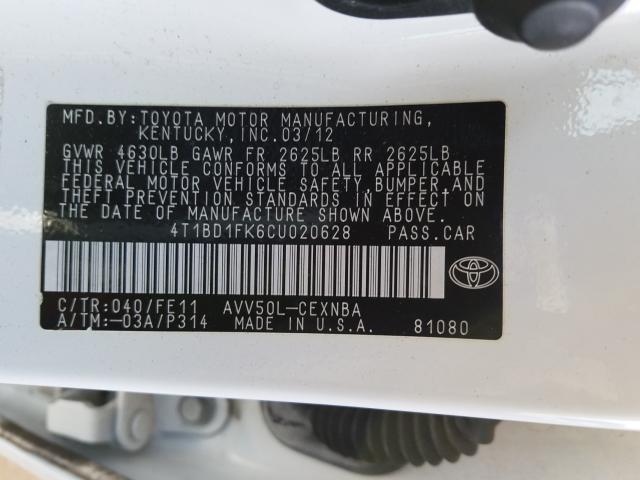 MFD.BY:TOYOTA MOTOR MANUFACTURING,
KENTUCKY, INC.03/12
GVWR 4630LB GAWR FR 2625LB RR 2625LB
THIS VEHICLE CONFORMS TO ALL APPLICABLE
FEDERAL MOTOR VEHICLE SAFETY,BUMPER,AND
THEFT PREVENTION STANDARDS IN EFFECT ON
THE DATE OF MANUFACTURE SHOWN ABOVE.
4T1BD1FK6CU020628 PASS.CAR
C/TR:040/FE11 AVV50L-CEXNBA
A/TM:-03A/P314 MADE IN U.S.A. 81080